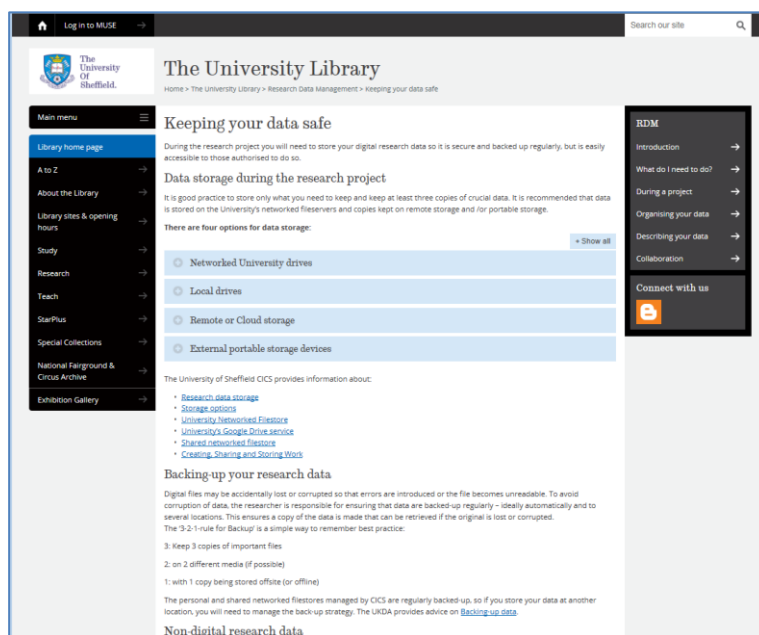 Log in to MUSE
Search our site
The
University
Of
Sheffield.
The University Library
Home > The University Library > Research Data Management > Keeping your data safe
Main menu
Library home page
A to Z
About the Library
Library sites & opening
hours
Study
Research
Teach
StarPlus
Special Collections
National Fairground &
Circus Archive
Exhibition Gallery
Keeping your data safe
During the research project you will need to store your digital research data so it is secure and backed up regularly, but is easily
accessible to those authorised to do so.
Data storage during the research project
It is good practice to store only what you need to keep and keep at least three copies of crucial data. It is recommended that data
is stored on the University's networked fileservers and copies kept on remote storage and /or portable storage.
There are four options for data storage:
+ Show all
Networked University drives
Local drives
Remote or Cloud storage
External portable storage devices
The University of Sheffield CICS provides information about:
• Research data storage
• Storage options
• University Networked Filestore
• University's Google Drive service
• Shared networked filestore
• Creating, Sharing and Storing Work
Backing-up your research data
Digital files may be accidentally lost or corrupted so that errors are introduced or the file becomes unreadable. To avoid
corruption of data, the researcher is responsible for ensuring that data are backed-up regularly – ideally automatically and to
several locations. This ensures a copy of the data is made that can be retrieved if the original is lost or corrupted.
The '3-2-1-rule for Backup' is a simple way to remember best practice:
3: Keep 3 copies of important files
2: on 2 different media (if possible)
1: with 1 copy being stored offsite (or offline)
The personal and shared networked filestores managed by CICS are regularly backed-up, so if you store your data at another
location, you will need to manage the back-up strategy. The UKDA provides advice on Backing-up data.
Non-digital research data
RDM
Introduction
What do I need to do?
During a project
Organising your data
Describing your data
Collaboration
Connect with us